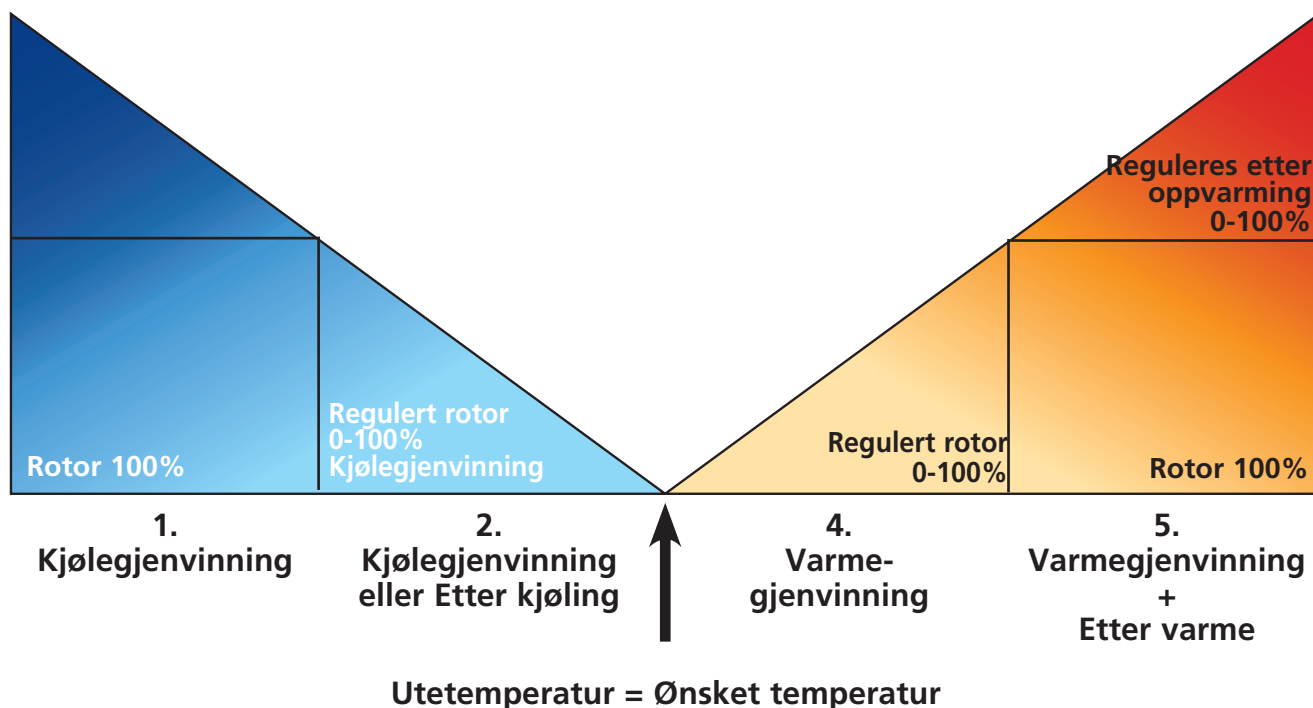 Reguleres etter
oppvarming
0-100%
Regulert rotor
0-100%
Kjølegjenvinning
Rotor 100%
Regulert rotor
0-100%
Rotor 100%
1.
Kjølegjenvinning
2.
Kjølegjenvinning
eller Etter kjøling
4.
Varme-
gjenvinning
5.
Varmegjenvinning
+
Etter varme
Utetemperatur = Ønsket temperatur